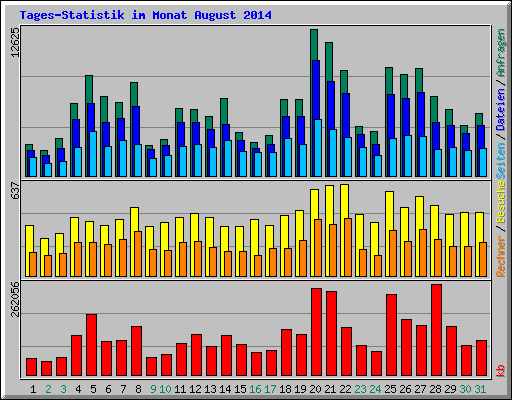 Tages-Statistik im Monat August 2014
12625
637
262056
Rechner / Besuche Seiten / Dateien / Anfragen
kb
1 2 3 4 5 6 7 8 9 10 11 12 13 14 15 16 17 18 19 20 21 22 23 24 25 26 27 28 29 30 31